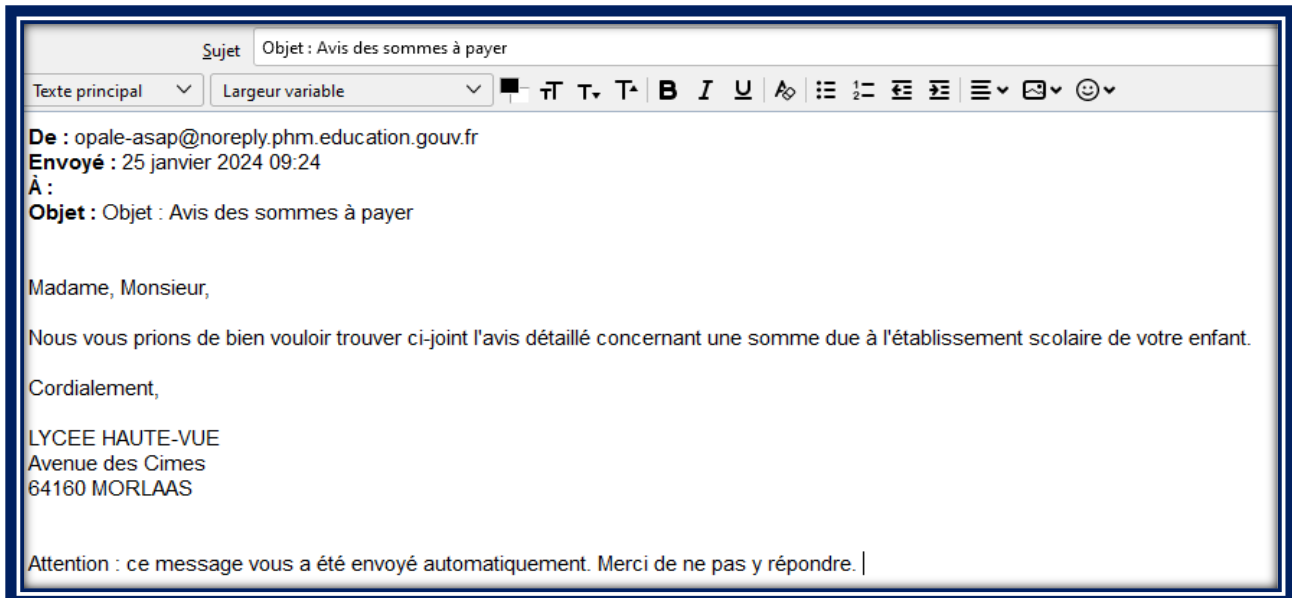 Sujet Objet : Avis des sommes à payer
Texte principal Largeur variable
De : opale-asap@noreply.phm.education.gouv.fr
Envoyé : 25 janvier 2024 09:24
À :
Objet : Objet : Avis des sommes à payer
Madame, Monsieur,
Nous vous prions de bien vouloir trouver ci-joint l'avis détaillé concernant une somme due à l'établissement scolaire de votre enfant.
Cordialement,
LYCEE HAUTE-VUE
Avenue des Cimes
64160 MORLAAS
Attention : ce message vous a été envoyé automatiquement. Merci de ne pas y répondre.